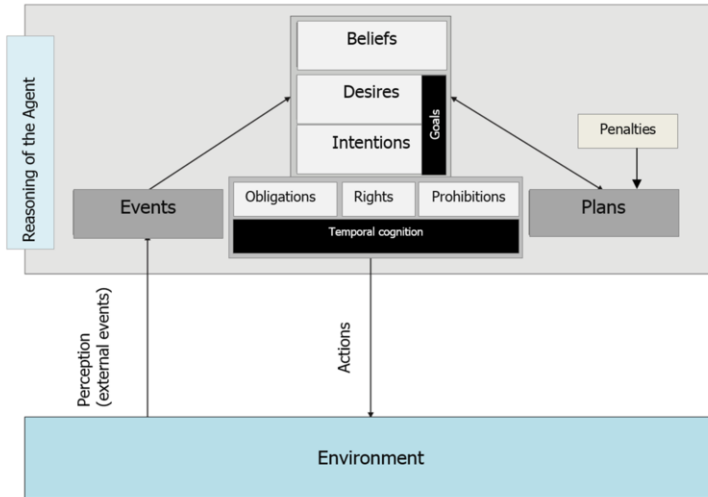 Reasoning of the Agent
Beliefs
Desires
Intentions
Goals
Penalties
Events
Obligations
Rights
Prohibitions
Plans
Temporal cognition
Perception
(external events)
Actions
Environment